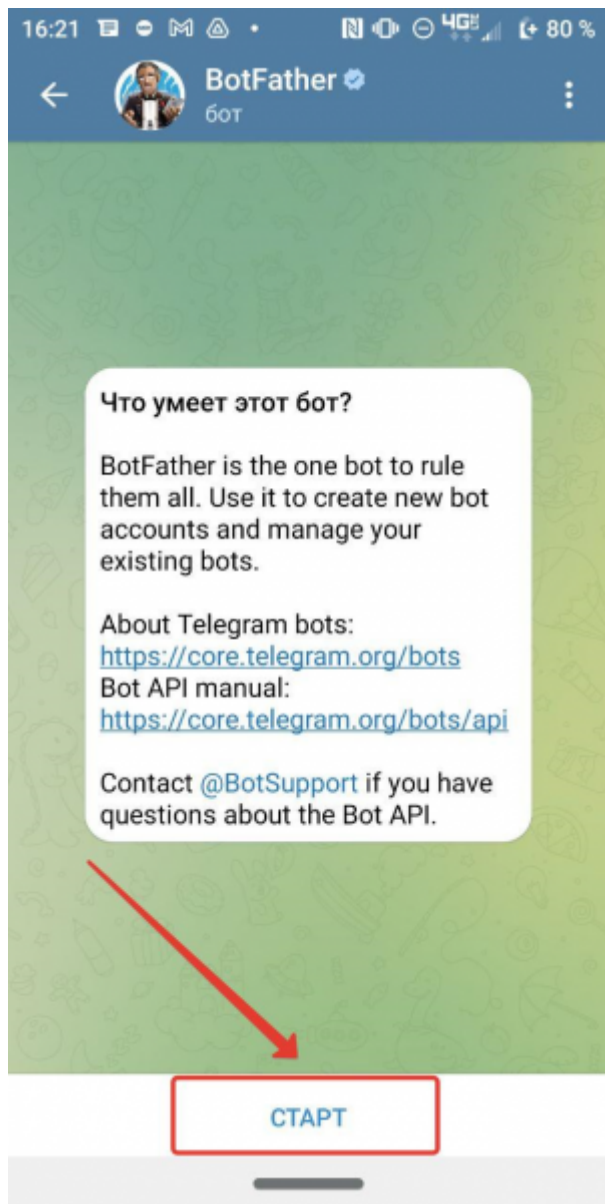 16:21 4G 80 %
BotFather
бот
Что умеет этот бот?
BotFather is the one bot to rule
them all. Use it to create new bot
accounts and manage your
existing bots.
About Telegram bots:
https://core.telegram.org/bots
Bot API manual:
https://core.telegram.org/bots/api
Contact @BotSupport if you have
questions about the Bot API.
СТАРТ